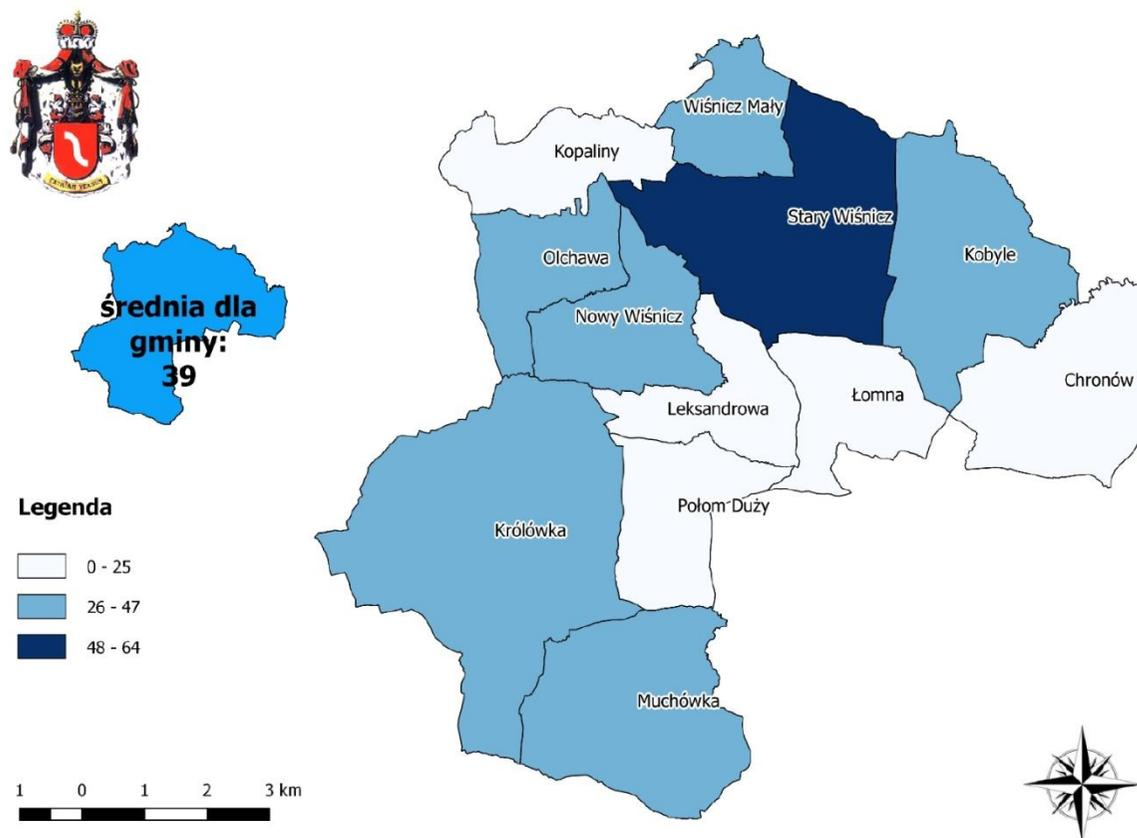 Wiśnicz Mały
Kopaliny
Stary Wiśnicz
Olchawa
Kobyle
średnia dla
gminy:
39
Nowy Wiśnicz
Chronów
Łomna
Leksandrowa
Połom Duży
Legenda
Królówka
0 - 25
26 - 47
48 - 64
Muchówka
1 0 1 2 3 km